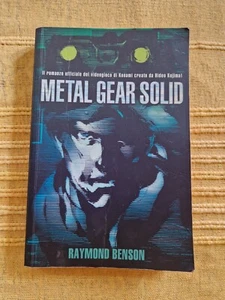 Il romanzo ufficiale del videogioco di Konami creato da Hideo Kojima!
METAL GEAR SOLID
RAYMOND BENSON